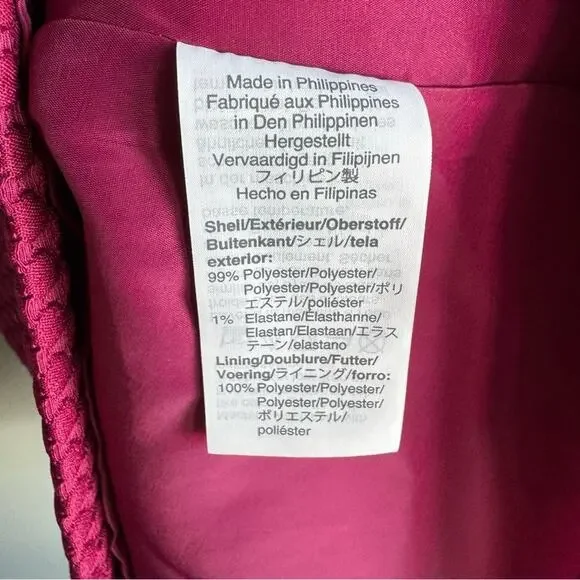 Made in Philippines
Fabriqué aux Philippines
in Den Philippinen
Hergestellt
Vervaardigd in Filipijnen
フィリピン製
Hecho en Filipinas
Shell/Extérieur/Oberstoff/
Buitenkant/シェル/tela
exterior:
99% Polyester/Polyester/
Polyester/Polyester/ポリ
エステル/poliéster
1% Elastane/Élasthanne/
Elastan/Elastaan/エラス
テーン/elastano
Lining/Doublure/Futter/
Voering/ライニング/forro:
100% Polyester/Polyester/
Polyester/Polyester/
ポリエステル/
poliéster